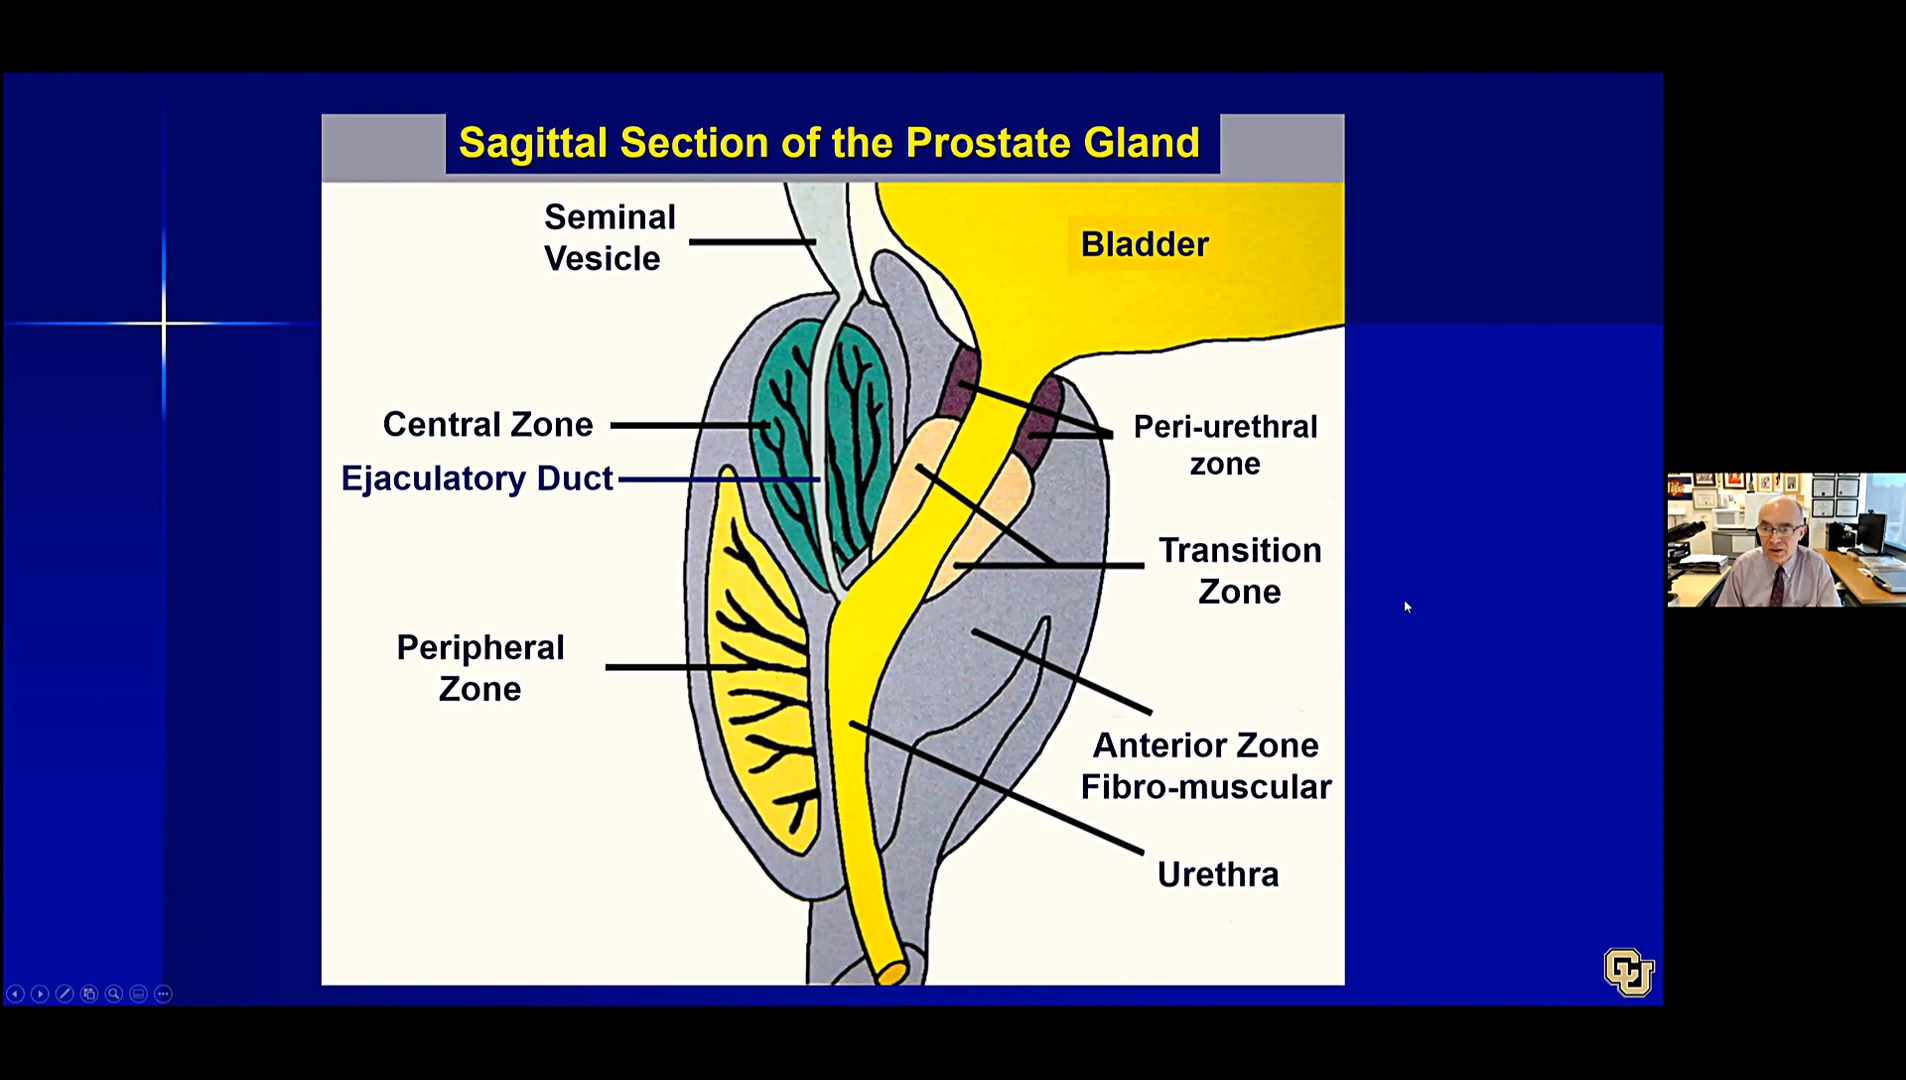 Sagittal Section of the Prostate Gland
Seminal
Vesicle
Bladder
Central Zone
Ejaculatory Duct
Peri-urethral
zone
Transition
Zone
Peripheral
Zone
Anterior Zone
Fibro-muscular
Urethra
CU